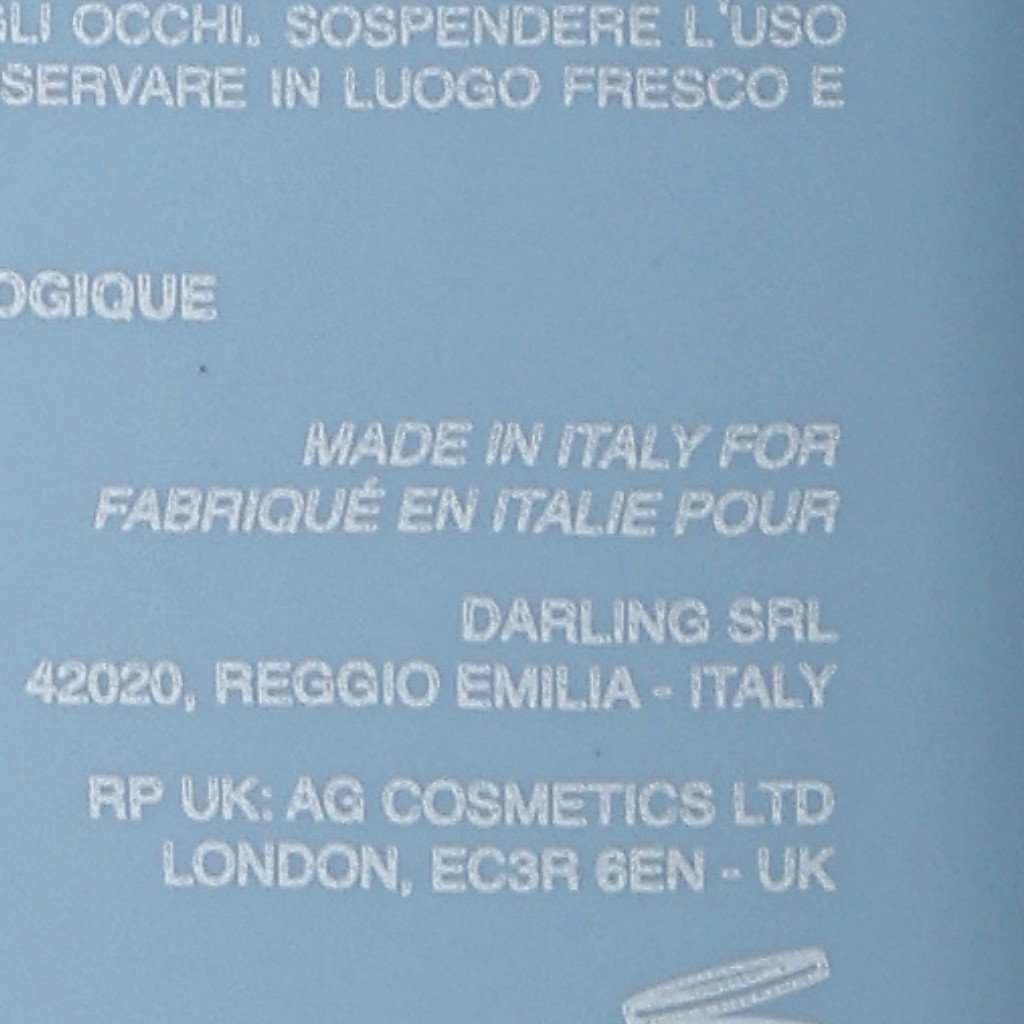 GLI OCCHI. SOSPENDERE L'USO
SERVARE IN LUOGO FRESCO E
OGIQUE
MADE IN ITALY FOR
FABRIQUÉ EN ITALIE POUR
DARLING SRL
42020, REGGIO EMILIA - ITALY
RP UK: AG COSMETICS LTD
LONDON, EC3R 6EN - UK